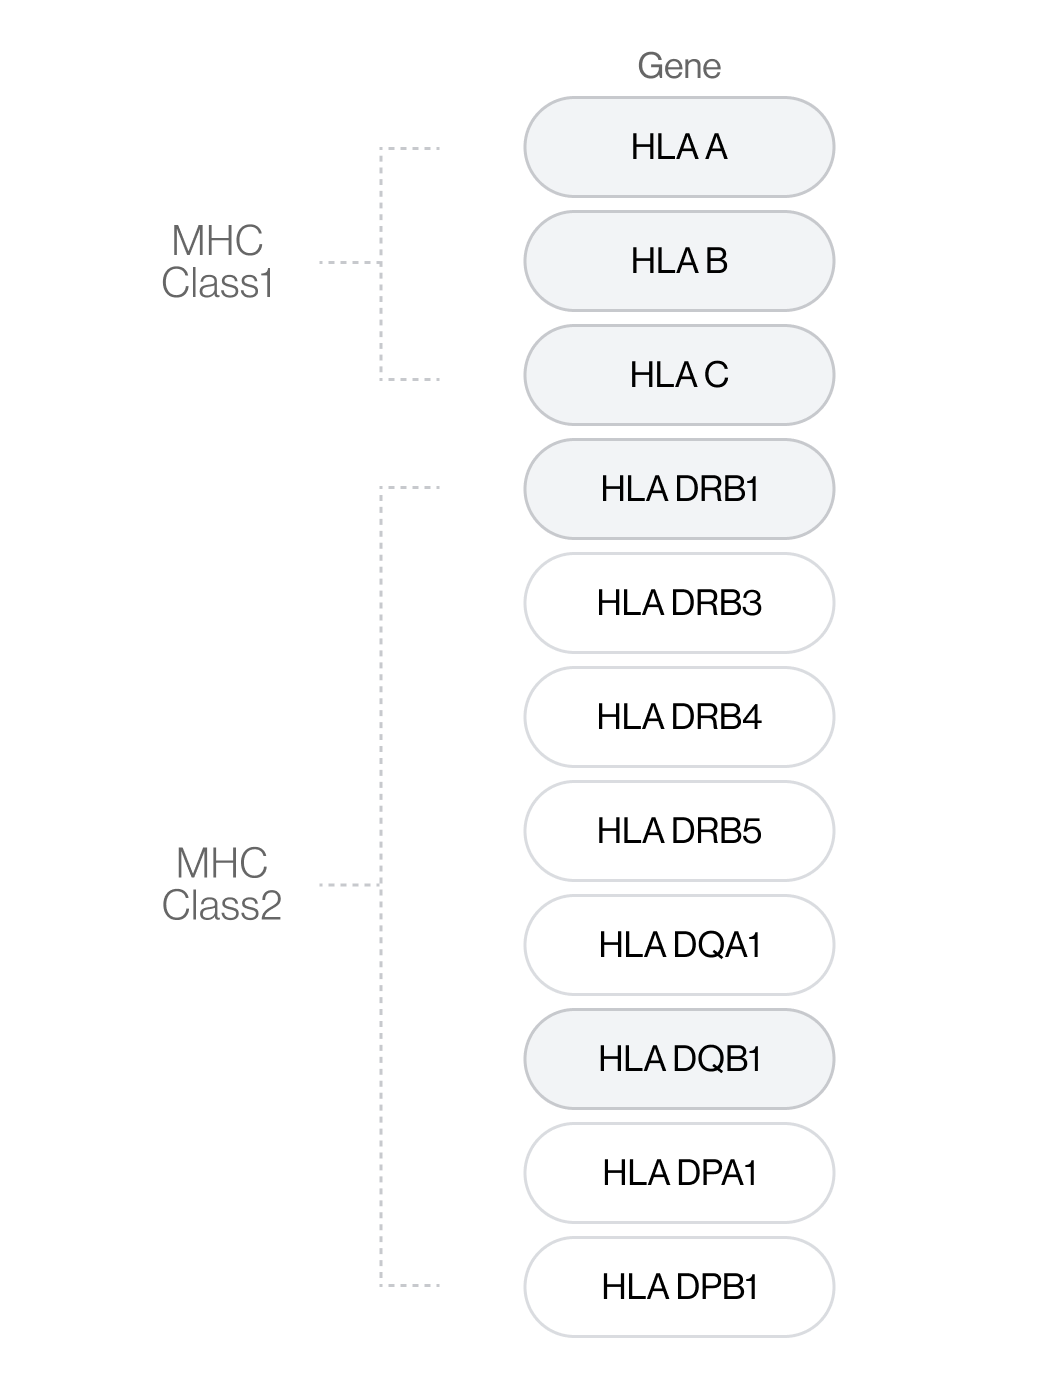 Gene
HLA A
HLA B
HLA C
MHC
Class1
HLA DRB1
HLA DRB3
HLA DRB4
HLA DRB5
HLA DQA1
HLA DQB1
HLA DPA1
HLA DPB1
MHC
Class2